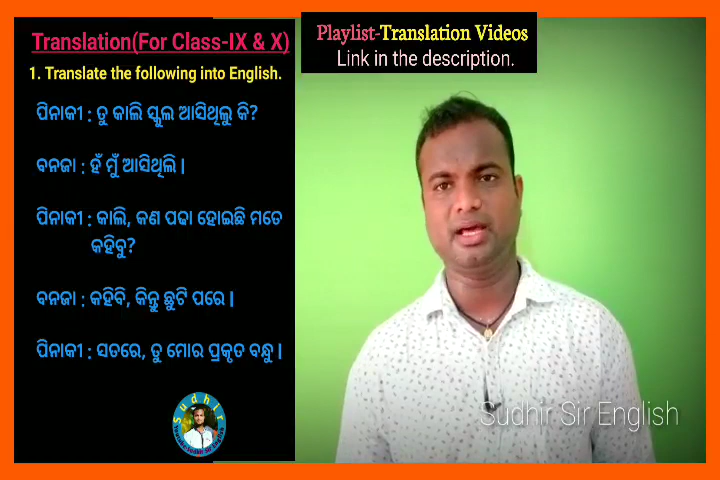 Translation(For Class-IX & X)
1. Translate the following into English.
ପିନାକୀ : ତୁ କାଲି ସ୍କୁଲ ଆସିଥିଲୁ କି?
ବନଜା : ହଁ ମୁଁ ଆସିଥିଲି ।
ପିନାକୀ : କାଲି, କଣ ପଢା ହୋଇଛି ମତେ
କହିବୁ?
ବନଜା : କହିବି, କିନ୍ତୁ ଛୁଟି ପରେ ।
ପିନାକୀ : ସତରେ, ତୁ ମୋର ପ୍ରକୃତ ବନ୍ଧୁ ।
Sudhir
Playlist-Translation Videos
Link in the description.
Sudhir Sir English